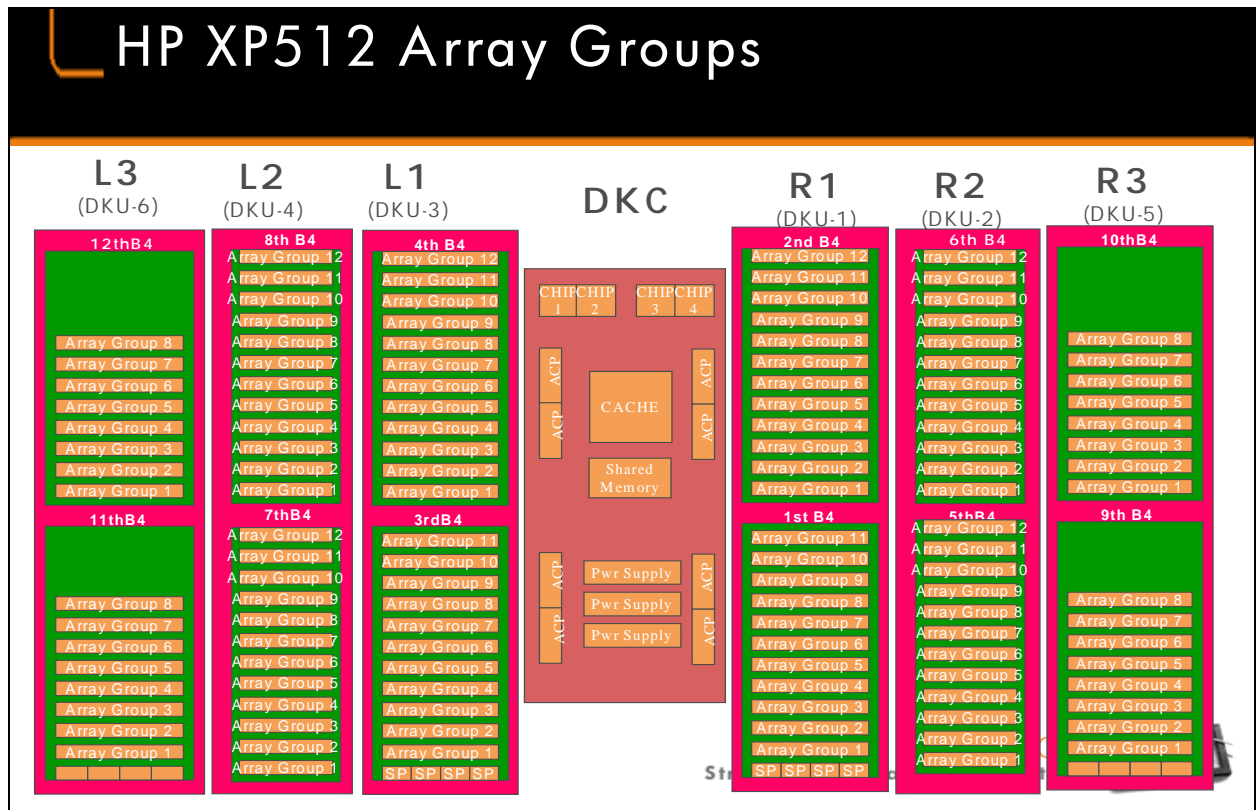 HP XP512 Array Groups
L3
(DKU-6)
12thB4
Array Group 8
Array Group 7
Array Group 6
Array Group 5
Array Group 4
Array Group 3
Array Group 2
Array Group 1
11thB4
Array Group 8
Array Group 7
Array Group 6
Array Group 5
Array Group 4
Array Group 3
Array Group 2
Array Group 1
L2
(DKU-4)
8th B4
Array Group 12
Array Group 11
Array Group 10
Array Group 9
Array Group 8
Array Group 7
Array Group 6
Array Group 5
Array Group 4
Array Group 3
Array Group 2
Array Group 1
7thB4
Array Group 12
Array Group 11
Array Group 10
Array Group 9
Array Group 8
Array Group 7
Array Group 6
Array Group 5
Array Group 4
Array Group 3
Array Group 2
Array Group 1
L1
(DKU-3)
4th B4
Array Group 12
Array Group 11
Array Group 10
Array Group 9
Array Group 8
Array Group 7
Array Group 6
Array Group 5
Array Group 4
Array Group 3
Array Group 2
Array Group 1
3rdB4
Array Group 11
Array Group 10
Array Group 9
Array Group 8
Array Group 7
Array Group 6
Array Group 5
Array Group 4
Array Group 3
Array Group 2
Array Group 1
SP SP SP SP
DKC
CHIP CHIP CHIP CHIP
1 2 3 4
ACP
ACP
ACP
ACP
CACHE
Shared
Memory
ACP
ACP
ACP
ACP
Pwr Supply
Pwr Supply
Pwr Supply
R1
(DKU-1)
2nd B4
Array Group 12
Array Group 11
Array Group 10
Array Group 9
Array Group 8
Array Group 7
Array Group 6
Array Group 5
Array Group 4
Array Group 3
Array Group 2
Array Group 1
1st B4
Array Group 11
Array Group 10
Array Group 9
Array Group 8
Array Group 7
Array Group 6
Array Group 5
Array Group 4
Array Group 3
Array Group 2
Array Group 1
SP SP SP SP
R2
(DKU-2)
6th B4
Array Group 12
Array Group 11
Array Group 10
Array Group 9
Array Group 8
Array Group 7
Array Group 6
Array Group 5
Array Group 4
Array Group 3
Array Group 2
Array Group 1
5thB4
Array Group 12
Array Group 11
Array Group 10
Array Group 9
Array Group 8
Array Group 7
Array Group 6
Array Group 5
Array Group 4
Array Group 3
Array Group 2
Array Group 1
R3
(DKU-5)
10thB4
Array Group 8
Array Group 7
Array Group 6
Array Group 5
Array Group 4
Array Group 3
Array Group 2
Array Group 1
9th B4
Array Group 8
Array Group 7
Array Group 6
Array Group 5
Array Group 4
Array Group 3
Array Group 2
Array Group 1